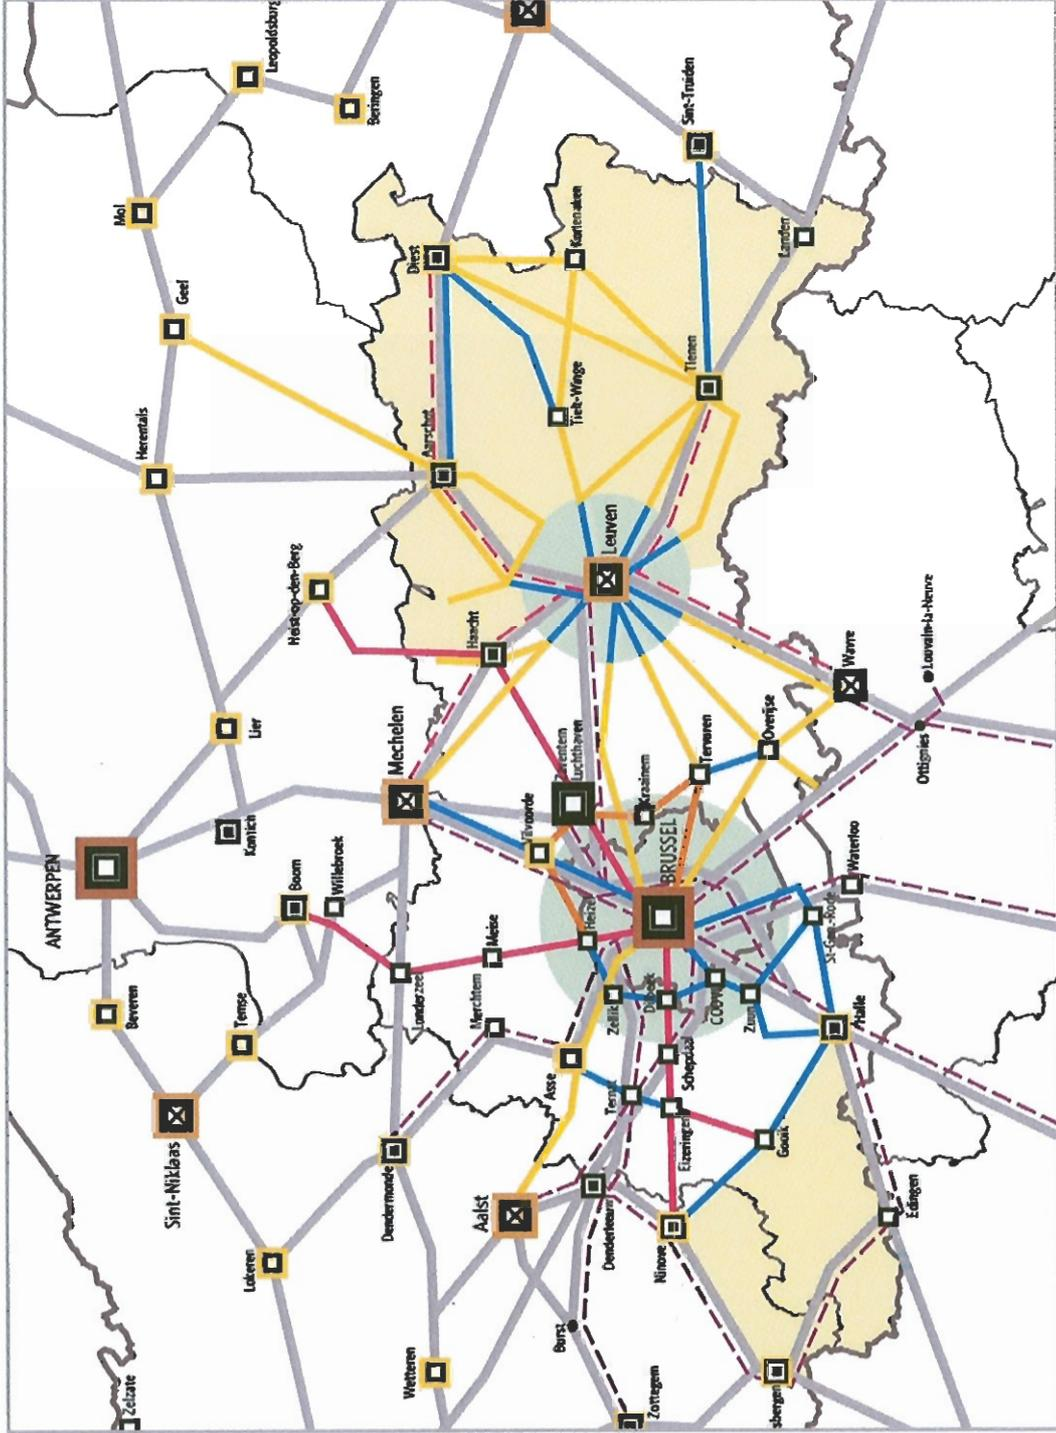 ANTWERPEN
Mol
Zelzate
Beveren
Herentals
Sint-Niklaas
Geel
Temse
Kontich
Lokeren
Lier
Leopoldsburg
Heist-op-den-Berg
Boom
Willebroek
Beringen
Dendermonde
Mechelen
Wetteren
Diest
Londerzeel
Aarschot
Haacht
Merchtem
Aalst
Meise
Vilvoorde
Asse
Burst
Zaventem
Luchthaven
Kortenaken
Tielt-Winge
Heizel
Denderleeuw
Leuven
Ternat
Zellik
Kraainem
Dilbeek
Zottegem
Ninove
BRUSSEL
Eizeringen
Schepdaal
Sint-Truiden
Tienen
Tervuren
COOVI
Zuun
Overijse
sbergen
Landen
Gooik
St-Gen.-Rode
Wavre
Waterloo
Halle
Edingen
Ottignies
Louvain-la-Neuve